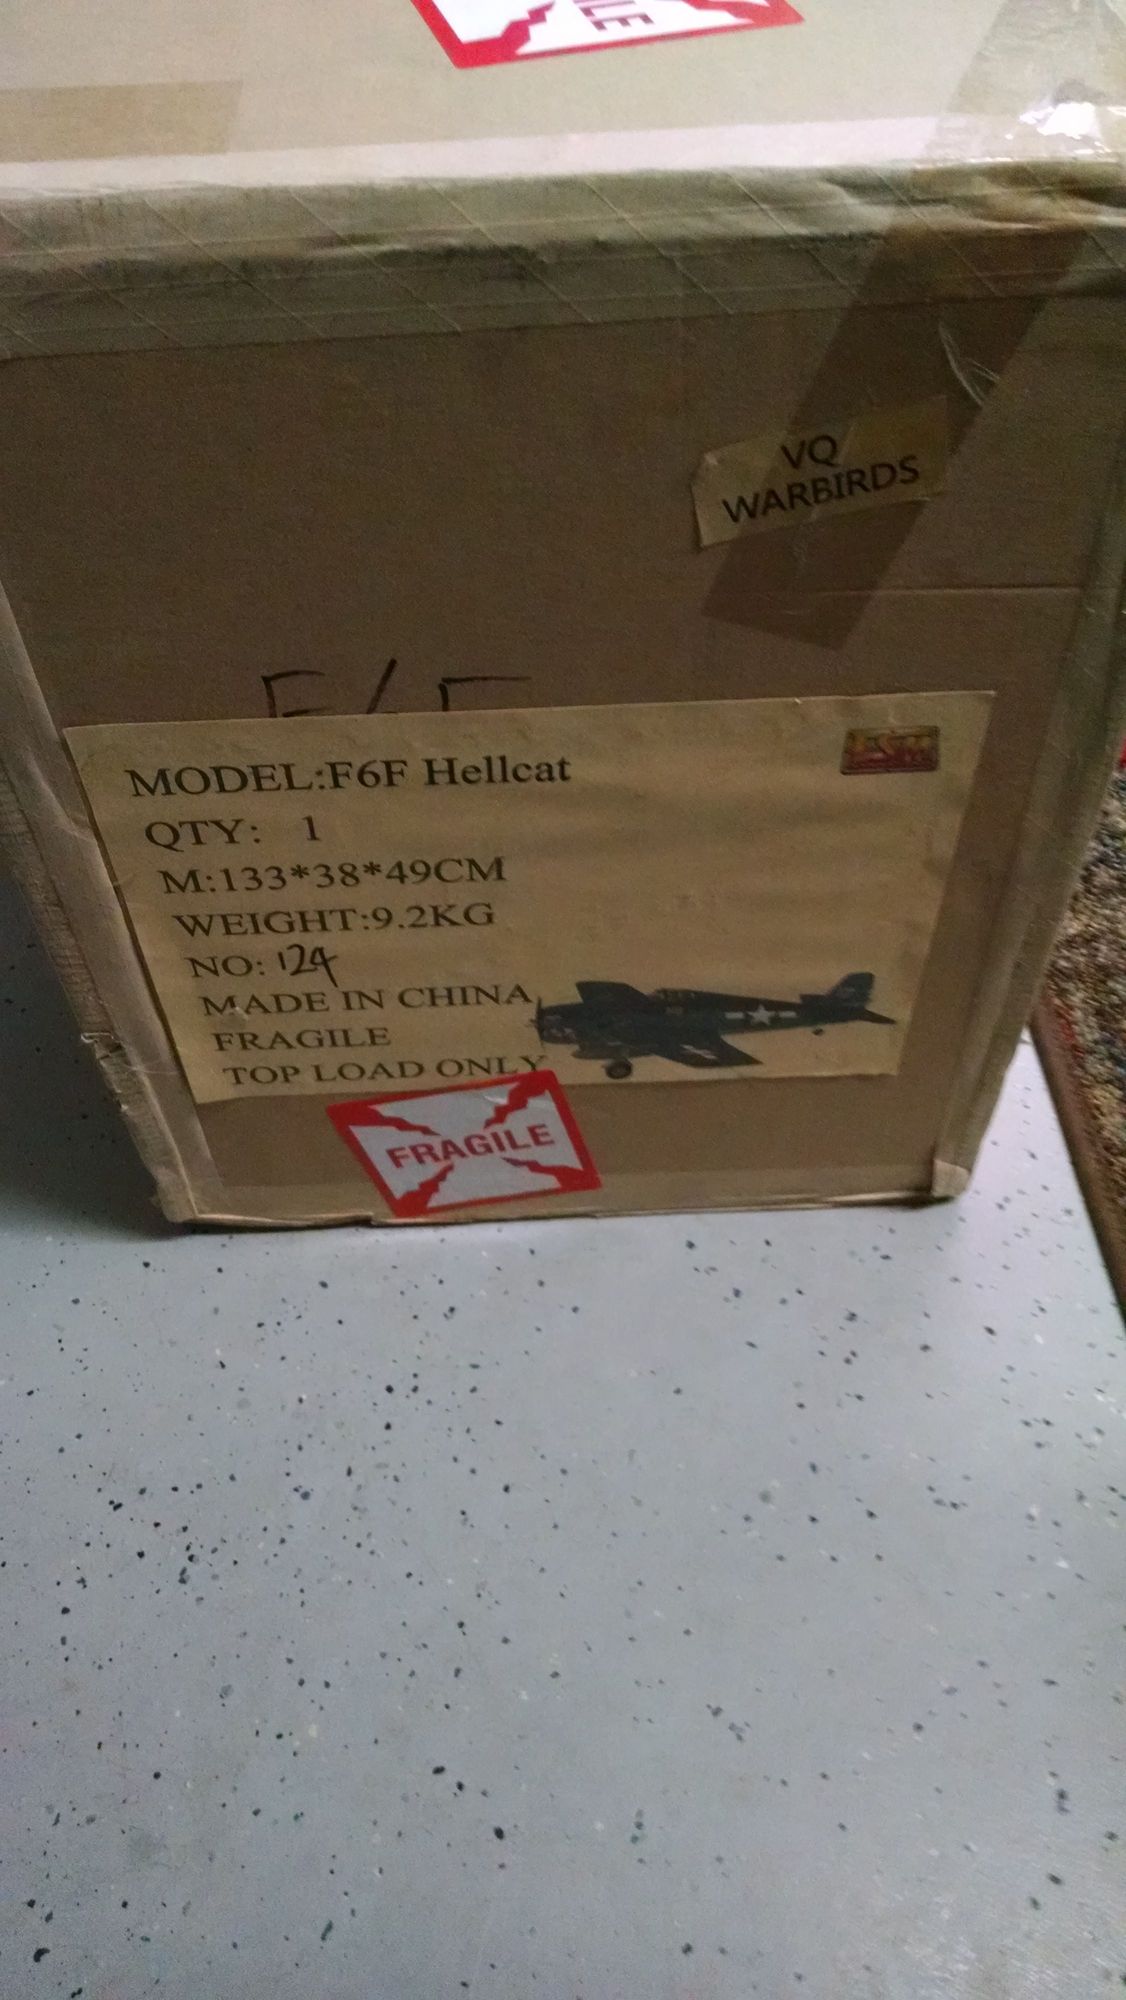 VQ
WARBIRDS
MODEL:F6F Hellcat
QTY: 1
M:133*38*49CM
WEIGHT:9.2KG
NO: 124
MADE IN CHINA
FRAGILE
TOP LOAD ONLY
FRAGILE